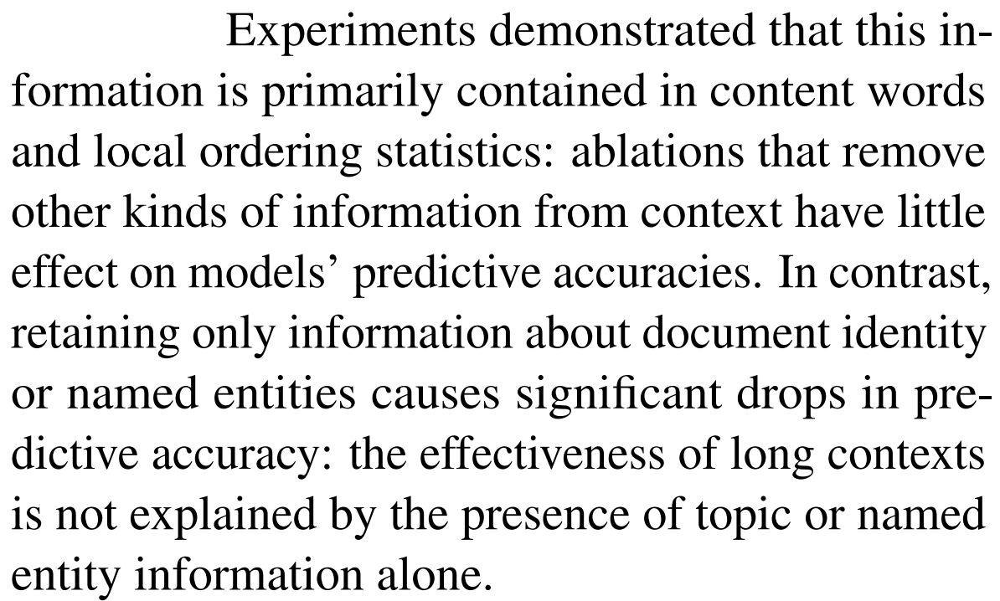 Experiments demonstrated that this in-
formation is primarily contained in content words
and local ordering statistics: ablations that remove
other kinds of information from context have little
effect on models’ predictive accuracies. In contrast,
retaining only information about document identity
or named entities causes significant drops in pre-
dictive accuracy: the effectiveness of long contexts
is not explained by the presence of topic or named
entity information alone.